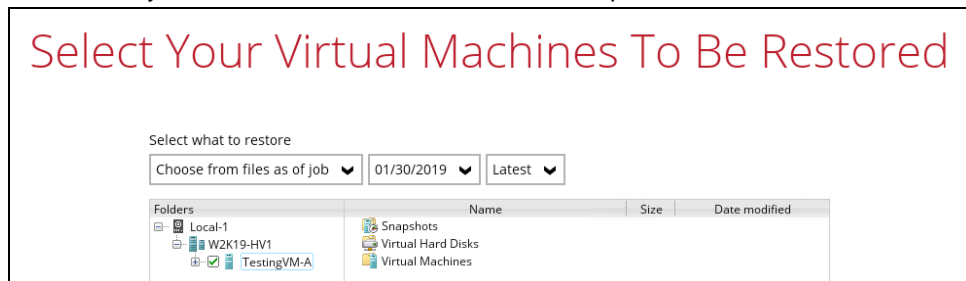 Select Your Virtual Machines To Be Restored
Select what to restore
Choose from files as of job 01/30/2019 Latest
Folders Name Size Date modified
Local-1 Snapshots
W2K19-HV1 Virtual Hard Disks
TestingVM-A Virtual Machines